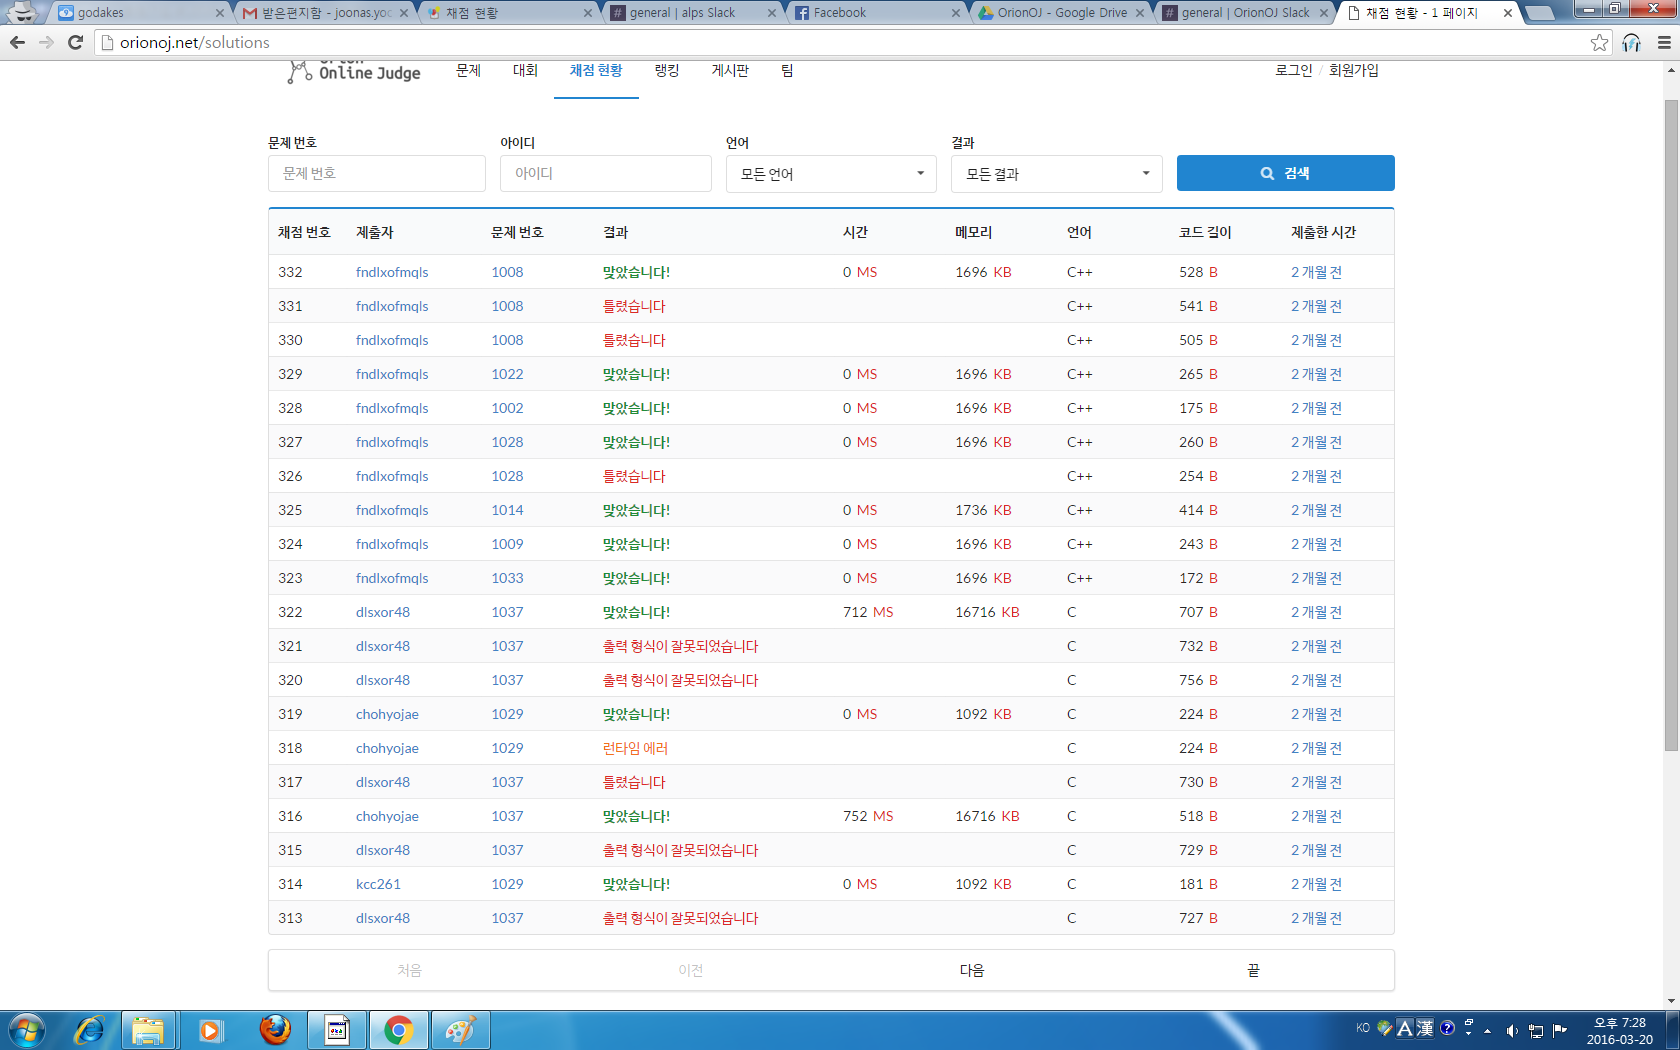 godakes
받은편지함 - joonas.yoc
채점 현황
general | alps Slack
Facebook
OrionOJ - Google Drive
general | OrionOJ Slack
채점 현황 - 1 페이지
orionoj.net/solutions
Orion
Online Judge
문제 대회 채점 현황 랭킹 게시판 팀
로그인 / 회원가입
문제 번호 아이디 언어 결과
문제 번호 아이디 모든 언어 모든 결과 검색
채점 번호 제출자 문제 번호 결과 시간 메모리 언어 코드 길이 제출한 시간
332 fndlxofmqls 1008 맞았습니다! 0 MS 1696 KB C++ 528 B 2 개월 전
331 fndlxofmqls 1008 틀렸습니다 C++ 541 B 2 개월 전
330 fndlxofmqls 1008 틀렸습니다 C++ 505 B 2 개월 전
329 fndlxofmqls 1022 맞았습니다! 0 MS 1696 KB C++ 265 B 2 개월 전
328 fndlxofmqls 1002 맞았습니다! 0 MS 1696 KB C++ 175 B 2 개월 전
327 fndlxofmqls 1028 맞았습니다! 0 MS 1696 KB C++ 260 B 2 개월 전
326 fndlxofmqls 1028 틀렸습니다 C++ 254 B 2 개월 전
325 fndlxofmqls 1014 맞았습니다! 0 MS 1736 KB C++ 414 B 2 개월 전
324 fndlxofmqls 1009 맞았습니다! 0 MS 1696 KB C++ 243 B 2 개월 전
323 fndlxofmqls 1033 맞았습니다! 0 MS 1696 KB C++ 172 B 2 개월 전
322 dlsxor48 1037 맞았습니다! 712 MS 16716 KB C 707 B 2 개월 전
321 dlsxor48 1037 출력 형식이 잘못되었습니다 C 732 B 2 개월 전
320 dlsxor48 1037 출력 형식이 잘못되었습니다 C 756 B 2 개월 전
319 chohyojae 1029 맞았습니다! 0 MS 1092 KB C 224 B 2 개월 전
318 chohyojae 1029 런타임 에러 C 224 B 2 개월 전
317 dlsxor48 1037 틀렸습니다 C 730 B 2 개월 전
316 chohyojae 1037 맞았습니다! 752 MS 16716 KB C 518 B 2 개월 전
315 dlsxor48 1037 출력 형식이 잘못되었습니다 C 729 B 2 개월 전
314 kcc261 1029 맞았습니다! 0 MS 1092 KB C 181 B 2 개월 전
313 dlsxor48 1037 출력 형식이 잘못되었습니다 C 727 B 2 개월 전
처음 이전 다음 끝
KO A 漢 오후 7:28
2016-03-20